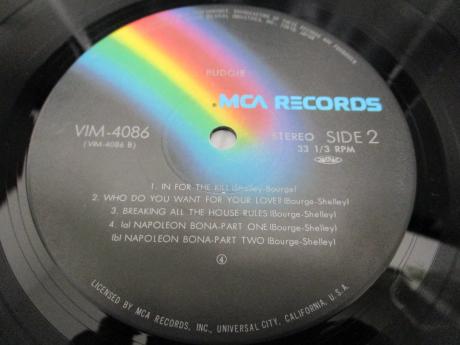 BUDGIE
MCA RECORDS
VIM-4086
(VIM-4086 B)
STEREO SIDE 2
33 1/3 RPM
1. IN FOR THE KILL (Shelley-Bourge)
2. WHO DO YOU WANT FOR YOUR LOVE? (Bourge-Shelley)
3. BREAKING ALL THE HOUSE RULES (Bourge-Shelley)
4. (a) NAPOLEON BONA-PART ONE (Bourge-Shelley)
(b) NAPOLEON BONA-PART TWO (Bourge-Shelley)
④
LICENSED BY MCA RECORDS, INC., UNIVERSAL CITY, CALIFORNIA, U.S.A.